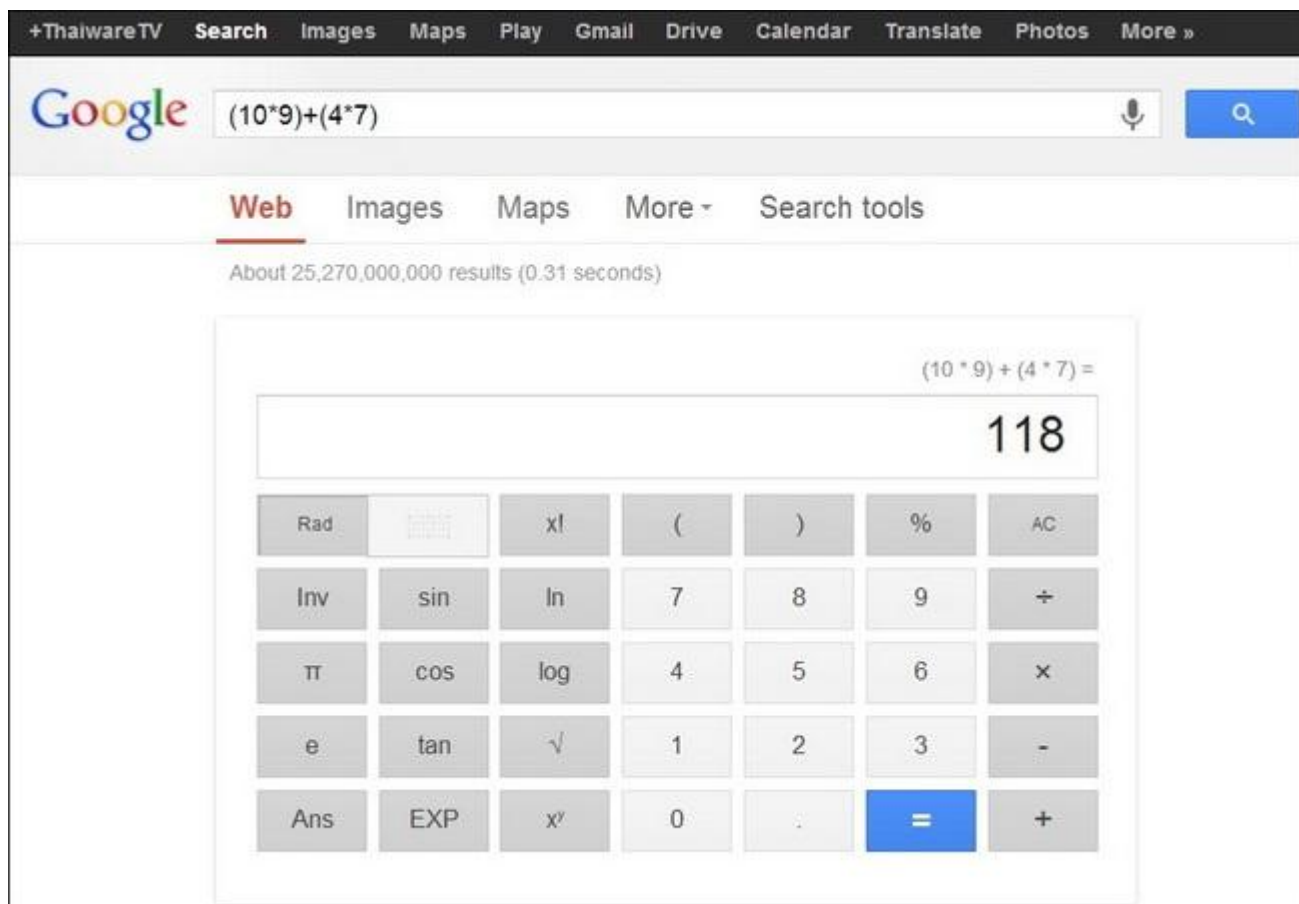 +ThaiwareTV Search Images Maps Play Gmail Drive Calendar Translate Photos More »
Google (10*9)+(4*7)
Web Images Maps More Search tools
About 25,270,000,000 results (0.31 seconds)
(10 * 9) + (4 * 7) =
118
Rad x! ( ) % AC
Inv sin ln 7 8 9 ÷
π cos log 4 5 6 ×
e tan √ 1 2 3 -
Ans EXP xʸ 0 . = +